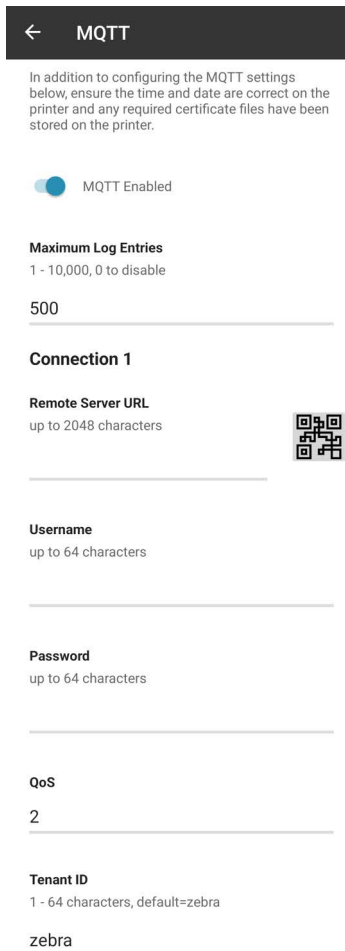 MQTT
In addition to configuring the MQTT settings
below, ensure the time and date are correct on the
printer and any required certificate files have been
stored on the printer.
MQTT Enabled
Maximum Log Entries
1 - 10,000, 0 to disable
500
Connection 1
Remote Server URL
up to 2048 characters
Username
up to 64 characters
Password
up to 64 characters
QoS
2
Tenant ID
1 - 64 characters, default=zebra
zebra